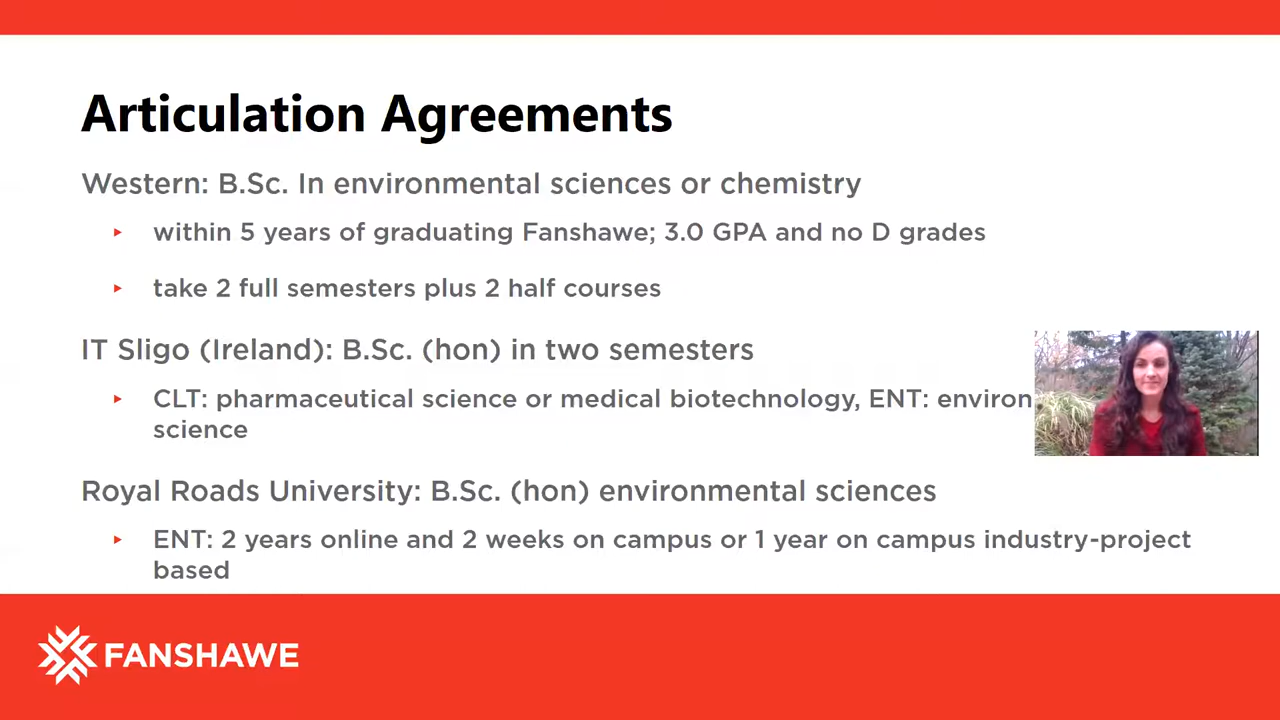 Articulation Agreements
Western: B.Sc. In environmental sciences or chemistry
‣ within 5 years of graduating Fanshawe; 3.0 GPA and no D grades
‣ take 2 full semesters plus 2 half courses
IT Sligo (Ireland): B.Sc. (hon) in two semesters
‣ CLT: pharmaceutical science or medical biotechnology, ENT: environ
science
Royal Roads University: B.Sc. (hon) environmental sciences
‣ ENT: 2 years online and 2 weeks on campus or 1 year on campus industry-project
based
FANSHAWE